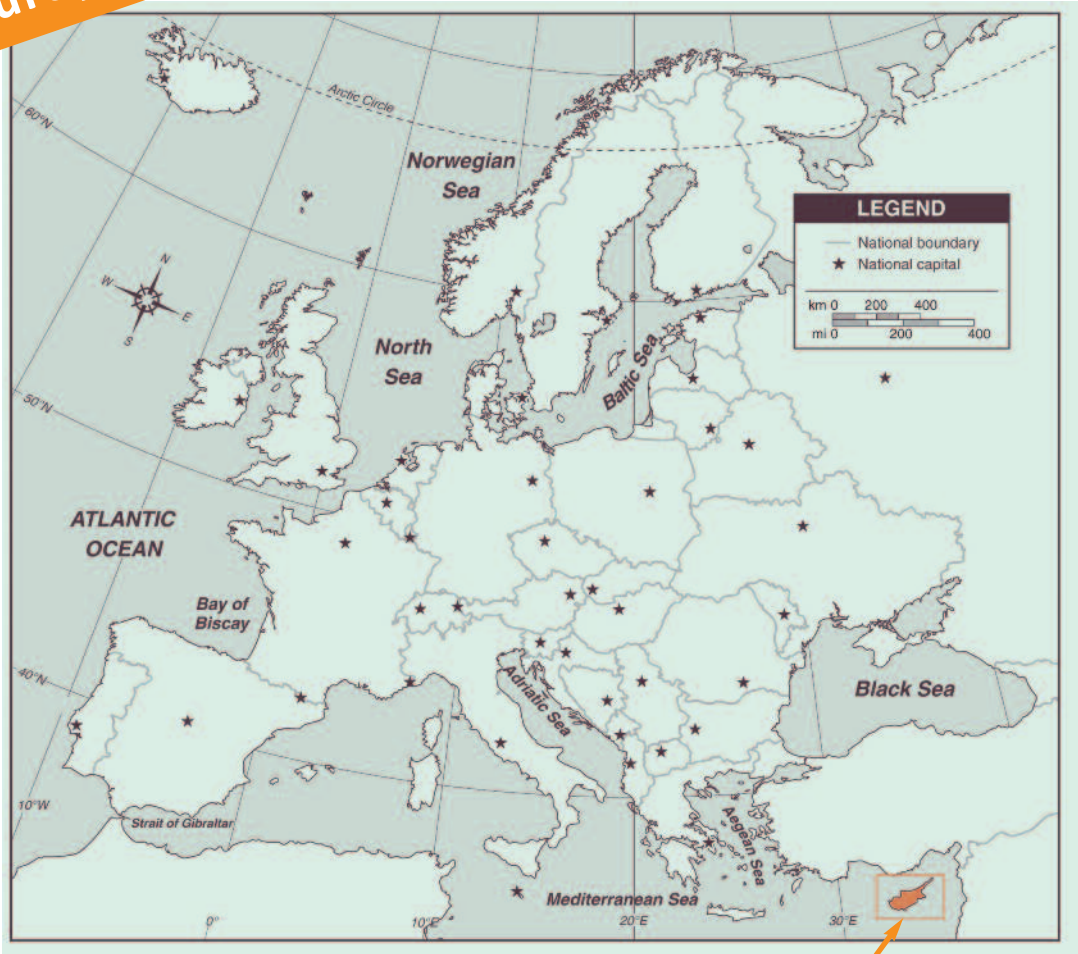 Arctic Circle
60°N
Norwegian
Sea
LEGEND
National boundary
National capital
km 0 200 400
mi 0 200 400
N
W
E
S
North
Sea
Baltic Sea
50°N
ATLANTIC
OCEAN
Bay of
Biscay
40°N
Adriatic Sea
Black Sea
10°W
Strait of Gibraltar
Aegean Sea
Mediterranean Sea
0°
10°E
20°E
30°E